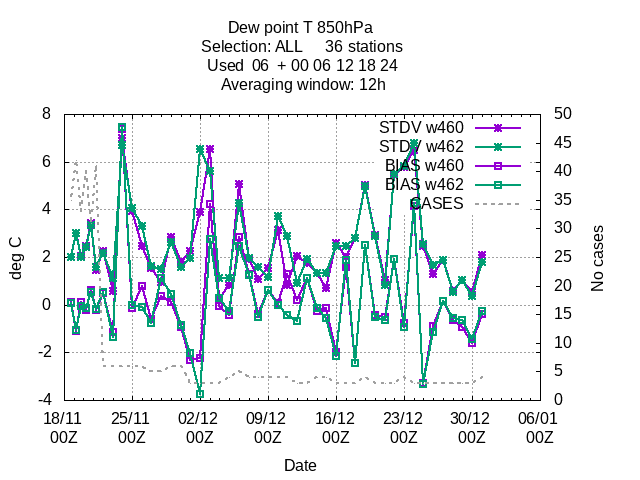 Dew point T 850hPa
Selection: ALL 36 stations
Used 06 + 00 06 12 18 24
Averaging window: 12h
8 50
STDV w460 45
STDV w462
6 40
BIAS w460
BIAS w462
CASES 35
4
30
deg C
No cases
2 25
20
0
15
-2 10
5
-4 0
18/11 25/11 02/12 09/12 16/12 23/12 30/12 06/01
00Z 00Z 00Z 00Z 00Z 00Z 00Z 00Z
Date